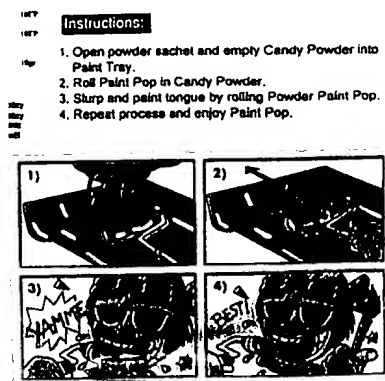 Instructions:
1. Open powder sachet and empty Candy Powder into
Paint Tray.
2. Roll Paint Pop in Candy Powder.
3. Slurp and paint tongue by rolling Powder Paint Pop.
4. Repeat process and enjoy Paint Pop.
1)
2)
3)
4)
BEST!